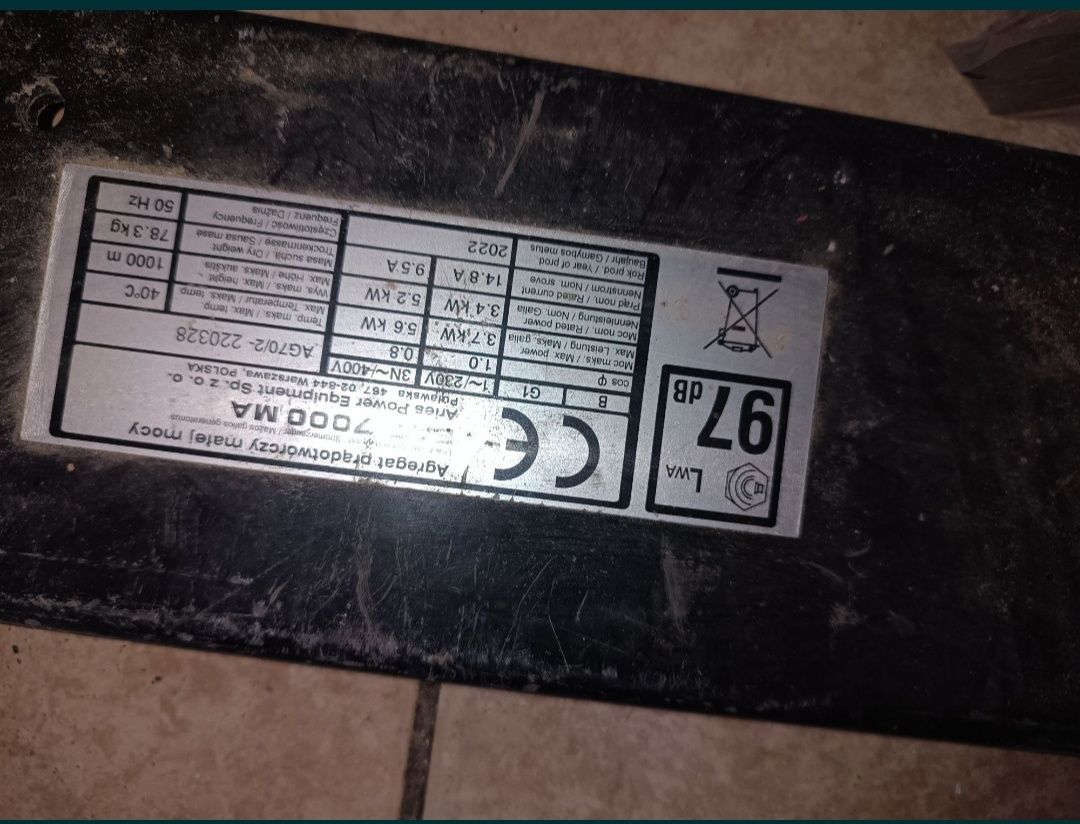 LWA
97 dB
CE
Agregat prądotwórczy małej mocy
7000 MA
Aries Power Equipment Sp. z o. o.
Puławska 467, 02-844 Warszawa, POLSKA
AG70/2- 220328
B G1 1~230V 3N~/400V
cos φ 1.0 0.8
Moc maks. / Max power
Max. Leistung / Maks. galia 3.7 kW 5.6 kW
Moc nom. / Rated power
Nennleistung / Nom. Galia 3.4 kW 5.2 kW
Prąd nom. / Rated current
Nennstrom / Nom. srove 14.8 A 9.5 A
Rok prod. / Year of prod.
Baujahr / Gamybos metus 2022
Temp. maks. / Max. temp.
Max. Temperatur / Maks. temp. 40°C
Wys. maks. / Max. height
Max. Höhe / Maks. aukštis 1000 m
Masa sucha / Dry weight
Trockenmasse / Sausa masė 78.3 kg
Częstotliwość / Frequency
Frequenz / Dažnis 50 Hz